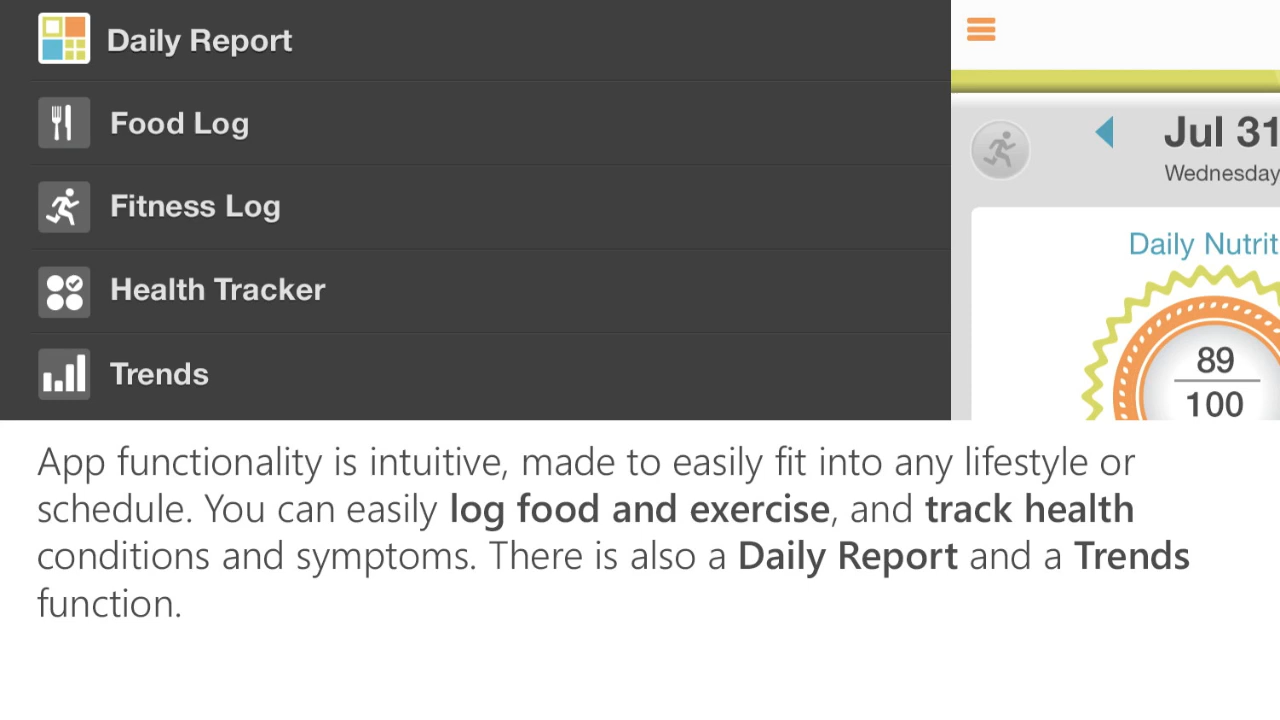 Daily Report
Food Log
Fitness Log
Health Tracker
Trends
Jul 31
Wednesday
Daily Nutrit
89
100
App functionality is intuitive, made to easily fit into any lifestyle or
schedule. You can easily log food and exercise, and track health
conditions and symptoms. There is also a Daily Report and a Trends
function.